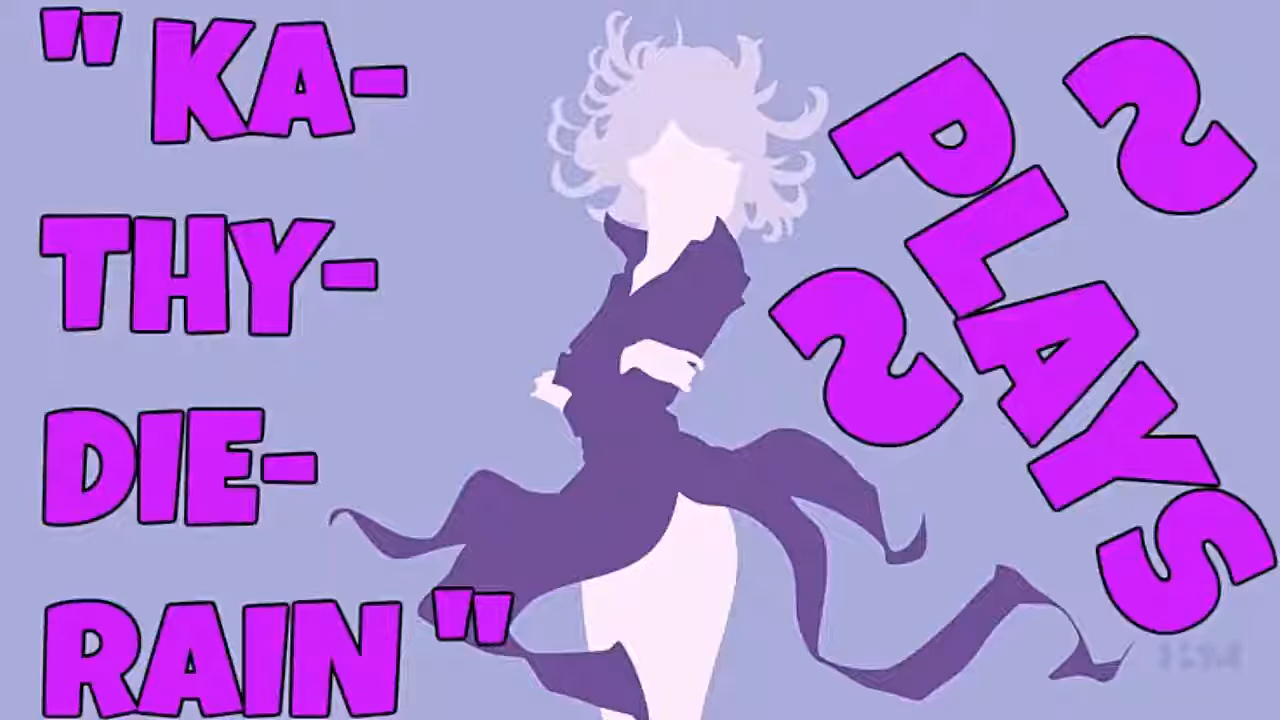 " KA-
THY-
DIE-
RAIN "
~ PLAYS ~